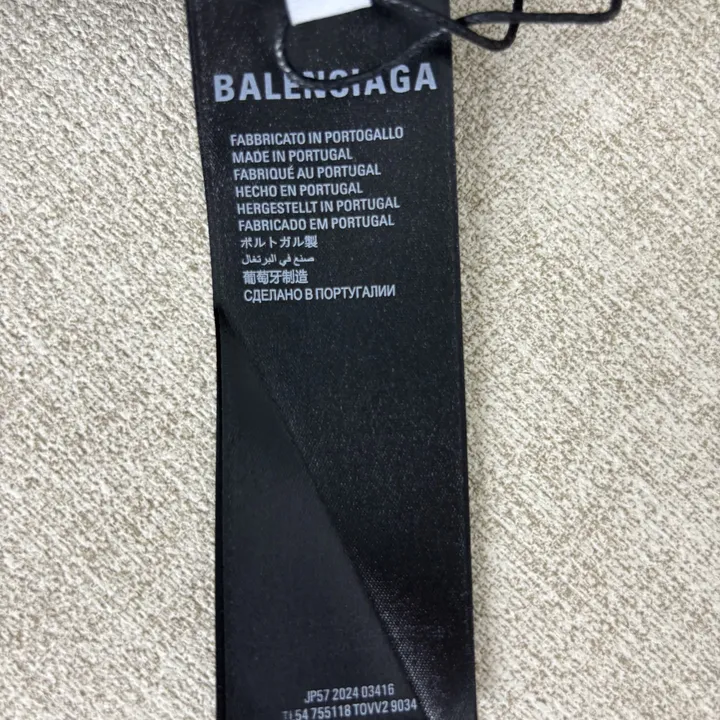 BALENCIAGA
FABBRICATO IN PORTOGALLO
MADE IN PORTUGAL
FABRIQUÉ AU PORTUGAL
HECHO EN PORTUGAL
HERGESTELLT IN PORTUGAL
FABRICADO EM PORTUGAL
ポルトガル製
صنع في البرتغال
葡萄牙制造
СДЕЛАНО В ПОРТУГАЛИИ
JP57 2024 03416
54 755118 TOVV2 9034